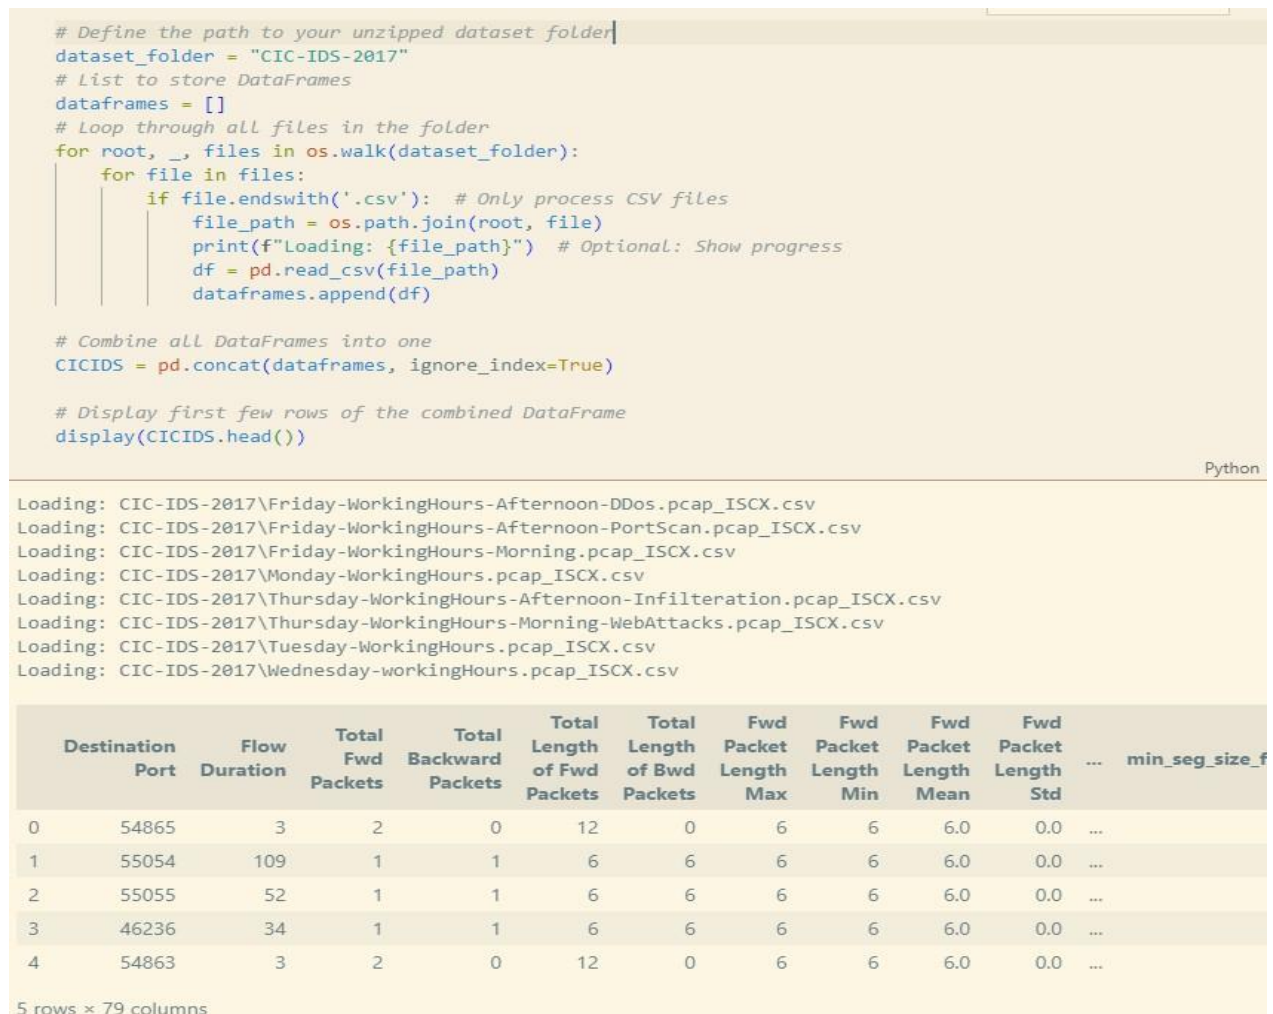 # Define the path to your unzipped dataset folder
dataset_folder = "CIC-IDS-2017"
# List to store DataFrames
dataframes = []
# Loop through all files in the folder
for root, _, files in os.walk(dataset_folder):
    for file in files:
        if file.endswith('.csv'):  # Only process CSV files
            file_path = os.path.join(root, file)
            print(f"Loading: {file_path}")  # Optional: Show progress
            df = pd.read_csv(file_path)
            dataframes.append(df)
# Combine all DataFrames into one
CICIDS = pd.concat(dataframes, ignore_index=True)
# Display first few rows of the combined DataFrame
display(CICIDS.head())
Python
Loading: CIC-IDS-2017\Friday-WorkingHours-Afternoon-DDos.pcap_ISCX.csv
Loading: CIC-IDS-2017\Friday-WorkingHours-Afternoon-PortScan.pcap_ISCX.csv
Loading: CIC-IDS-2017\Friday-WorkingHours-Morning.pcap_ISCX.csv
Loading: CIC-IDS-2017\Monday-WorkingHours.pcap_ISCX.csv
Loading: CIC-IDS-2017\Thursday-WorkingHours-Afternoon-Infilteration.pcap_ISCX.csv
Loading: CIC-IDS-2017\Thursday-WorkingHours-Morning-WebAttacks.pcap_ISCX.csv
Loading: CIC-IDS-2017\Tuesday-WorkingHours.pcap_ISCX.csv
Loading: CIC-IDS-2017\Wednesday-workingHours.pcap_ISCX.csv
Destination Port Flow Duration Total Fwd Packets Total Backward Packets Total Length of Fwd Packets Total Length of Bwd Packets Fwd Packet Length Max Fwd Packet Length Min Fwd Packet Length Mean Fwd Packet Length Std ... min_seg_size_f
0 54865 3 2 0 12 0 6 6 6.0 0.0 ...
1 55054 109 1 1 6 6 6 6 6.0 0.0 ...
2 55055 52 1 1 6 6 6 6 6.0 0.0 ...
3 46236 34 1 1 6 6 6 6 6.0 0.0 ...
4 54863 3 2 0 12 0 6 6 6.0 0.0 ...
5 rows × 79 columns